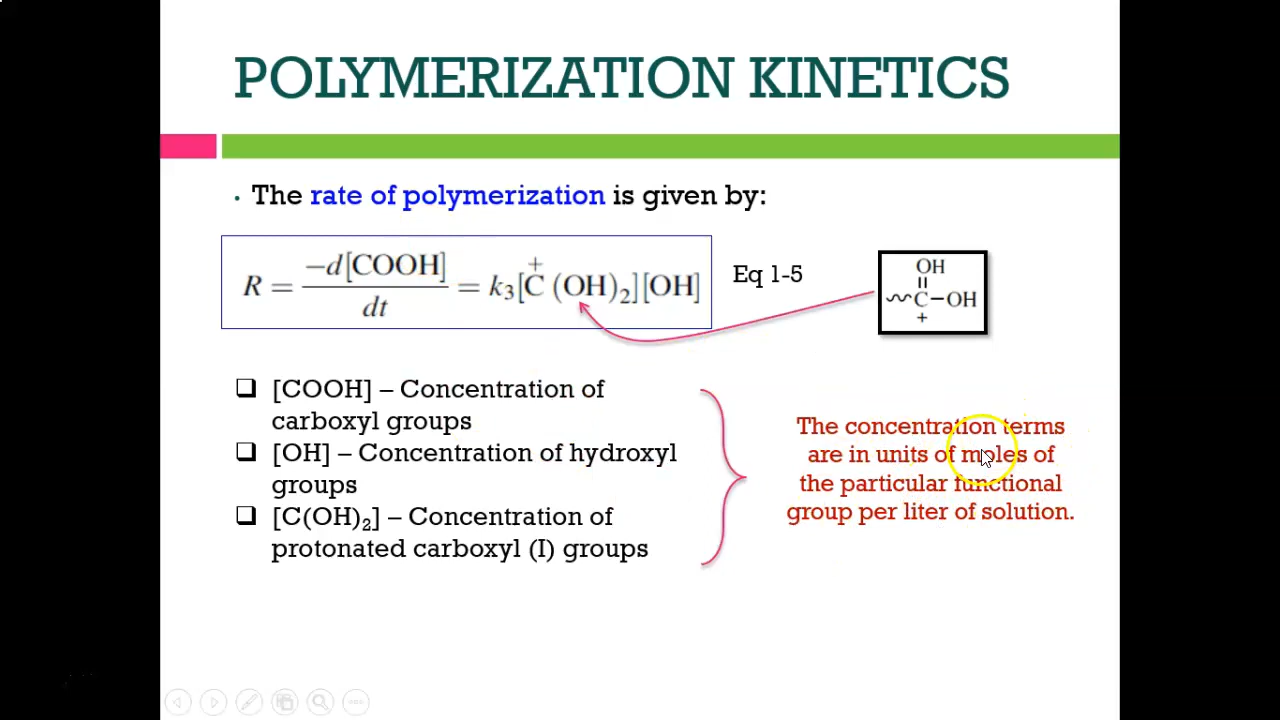 POLYMERIZATION KINETICS
• The rate of polymerization is given by:
R = −d[COOH]/dt = k₃[C⁺(OH)₂][OH]
Eq 1-5
OH
C−OH
+
❑ [COOH] – Concentration of
carboxyl groups
❑ [OH] – Concentration of hydroxyl
groups
❑ [C(OH)₂] – Concentration of
protonated carboxyl (I) groups
The concentration terms
are in units of moles of
the particular functional
group per liter of solution.